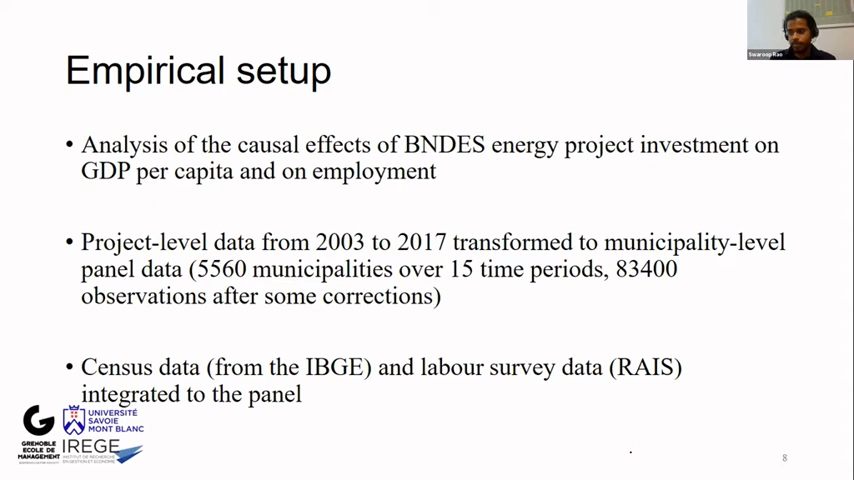 Swaroop Rao
Empirical setup
• Analysis of the causal effects of BNDES energy project investment on
GDP per capita and on employment
• Project-level data from 2003 to 2017 transformed to municipality-level
panel data (5560 municipalities over 15 time periods, 83400
observations after some corrections)
• Census data (from the IBGE) and labour survey data (RAIS)
integrated to the panel
GRENOBLE
ECOLE DE
MANAGEMENT
UNIVERSITÉ
SAVOIE
MONT BLANC
IREGE
INSTITUT DE RECHERCHE
EN GESTION ET ECONOMIE
8